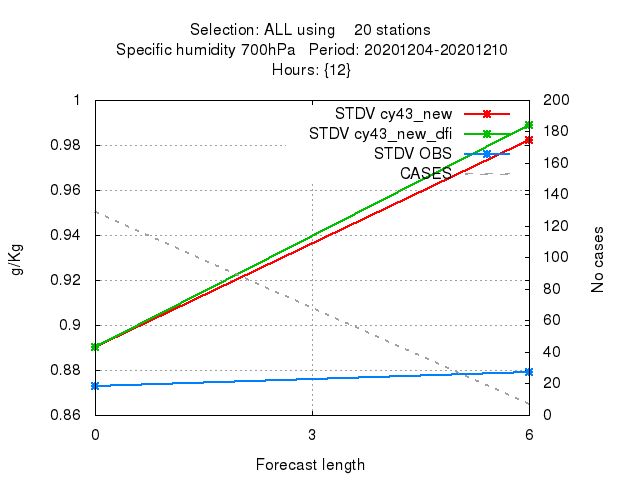 Selection: ALL using    20 stations
Specific humidity 700hPa   Period: 20201204-20201210
Hours: {12}
STDV cy43_new
STDV cy43_new_dfi
STDV OBS
CASES
g/Kg
1
0.98
0.96
0.94
0.92
0.9
0.88
0.86
200
180
160
140
120
100
80
60
40
20
0
No cases
0 3 6
Forecast length